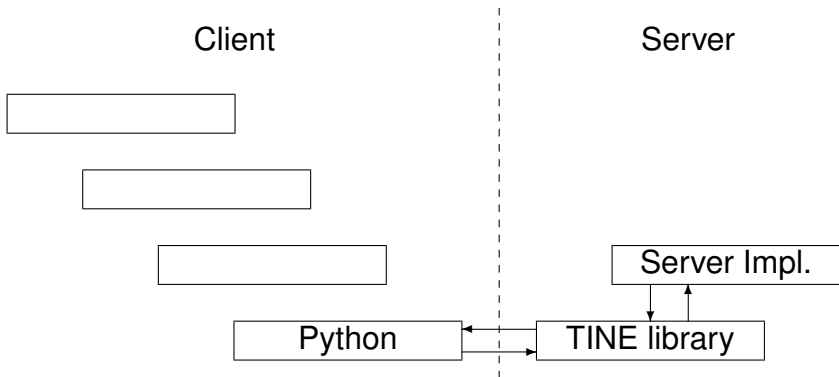 Client
Server
Server Impl.
Python
TINE library